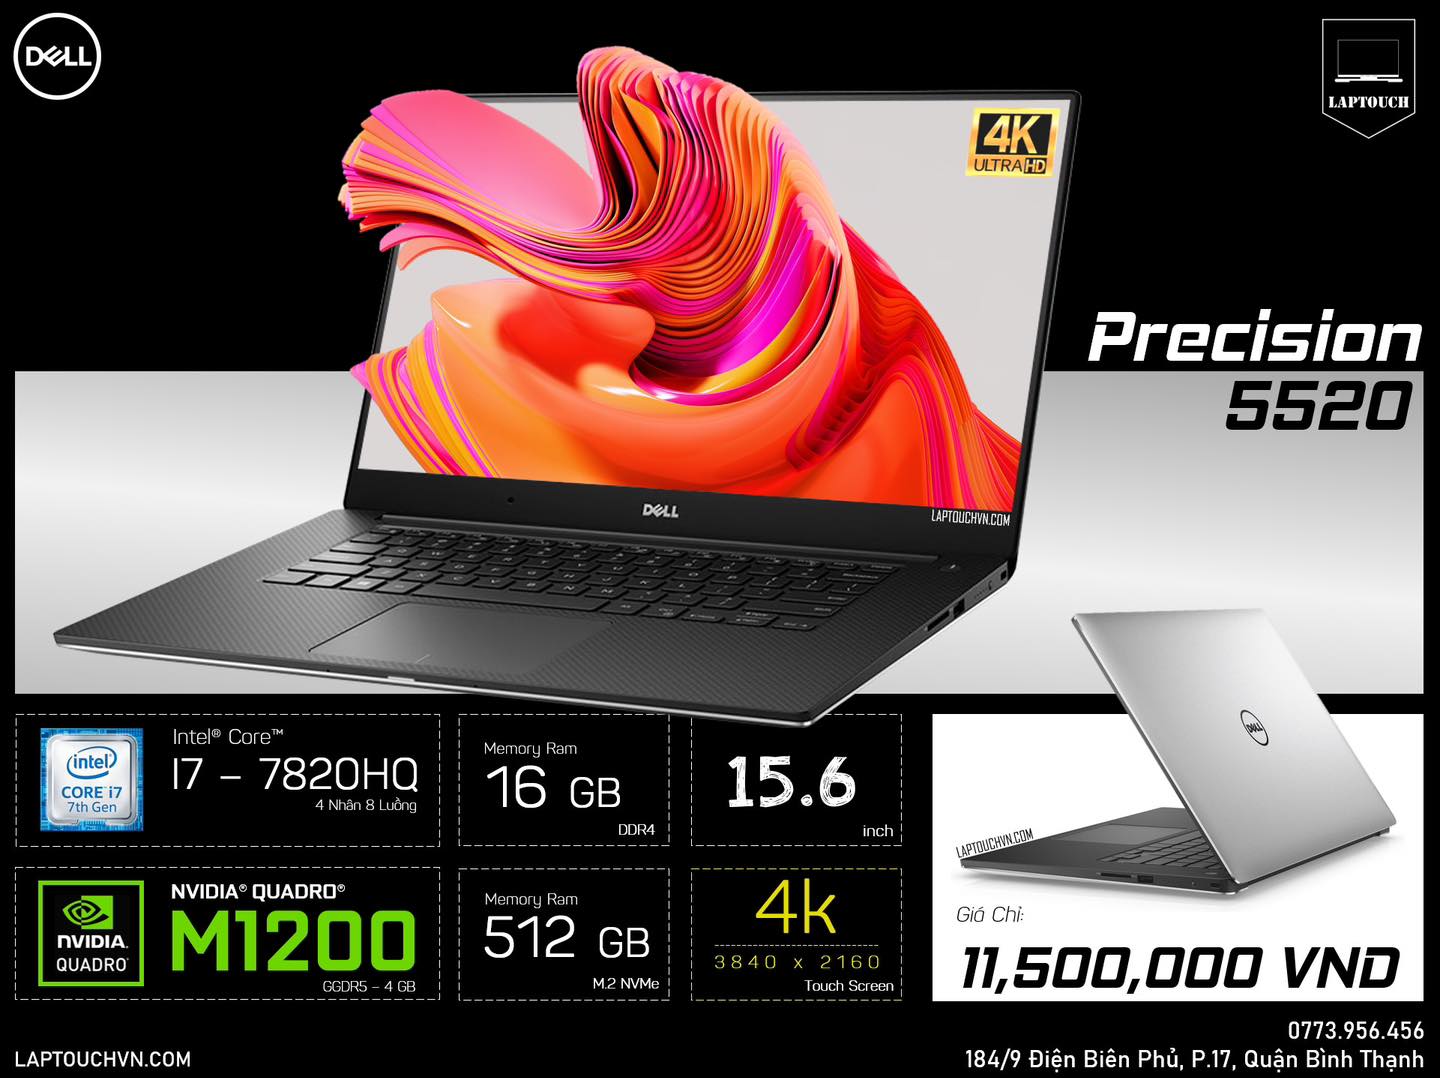 DELL
LAPTOUCH
4K
ULTRA HD
Precision
5520
DELL
LAPTOUCHVN.COM
intel
CORE i7
7th Gen
Intel® Core™
I7 – 7820HQ
4 Nhân 8 Luồng
Memory Ram
16 GB
DDR4
15.6
inch
DELL
LAPTOUCHVN.COM
NVIDIA
QUADRO
NVIDIA® QUADRO®
M1200
GGDR5 – 4 GB
Memory Ram
512 GB
M.2 NVMe
4k
3840 x 2160
Touch Screen
Giá Chỉ:
11,500,000 VND
LAPTOUCHVN.COM
0773.956.456
184/9 Điện Biên Phủ, P.17, Quận Bình Thạnh